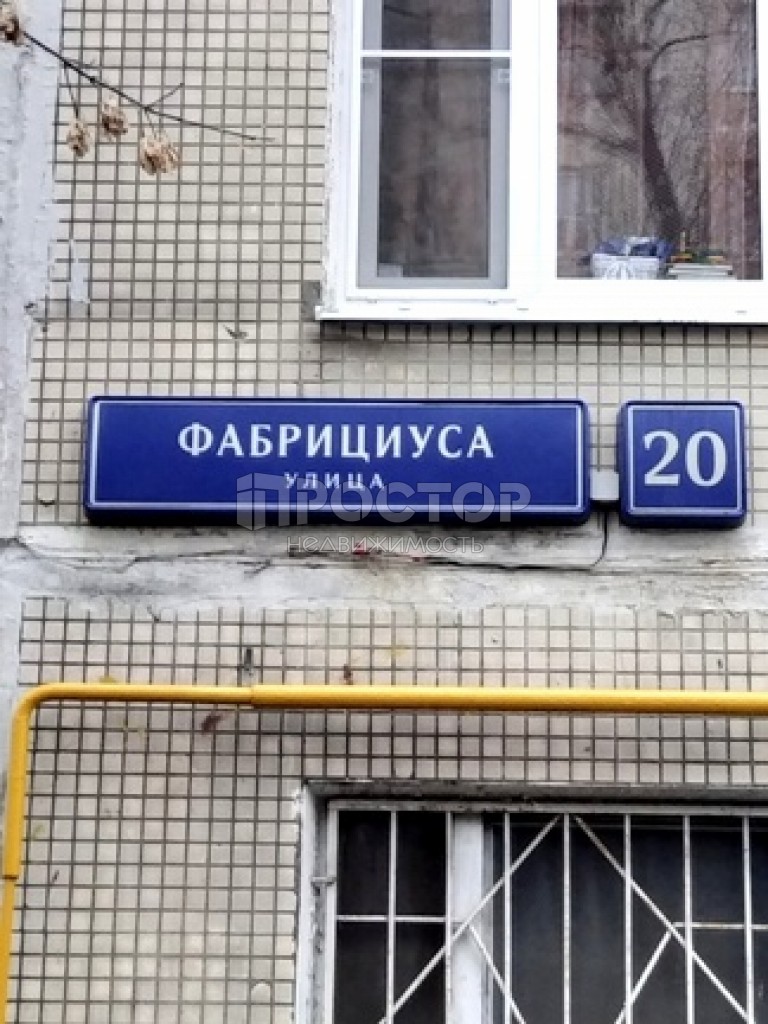 ФАБРИЦИУСА
УЛИЦА
20
ПРОСТОР
недвижимость